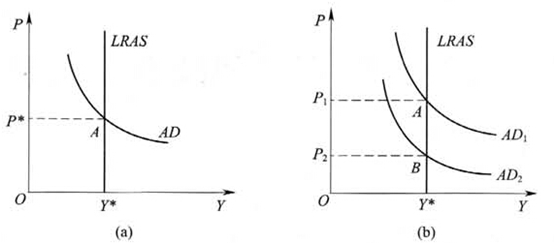 P
LRAS
P*
A
AD
O
Y*
Y
(a)
P
LRAS
P₁
A
AD₁
P₂
B
AD₂
O
Y*
Y
(b)